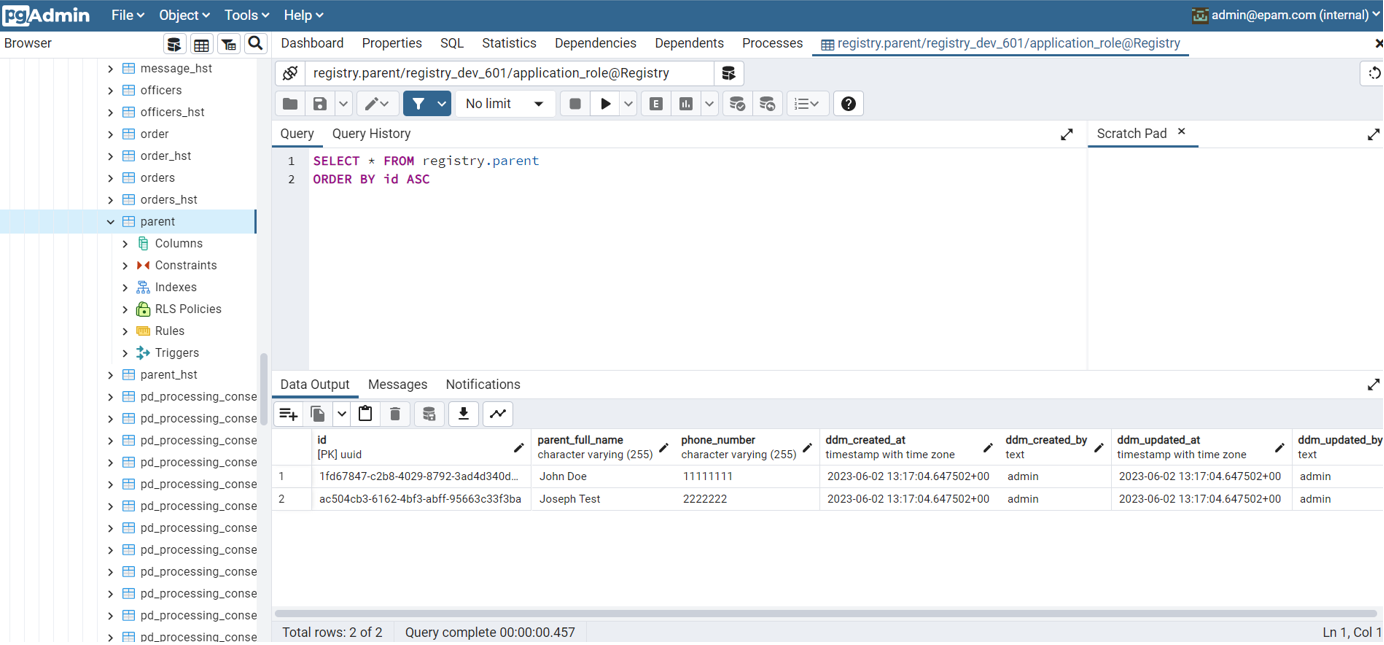 pgAdmin File Object Tools Help admin@epam.com (internal)
Browser Dashboard Properties SQL Statistics Dependencies Dependents Processes registry.parent/registry_dev_601/application_role@Registry
message_hst
officers
officers_hst
order
order_hst
orders
orders_hst
parent
Columns
Constraints
Indexes
RLS Policies
Rules
Triggers
parent_hst
pd_processing_conse
pd_processing_conse
pd_processing_conse
pd_processing_conse
pd_processing_conse
pd_processing_conse
pd_processing_conse
pd_processing_conse
pd_processing_conse
pd_processing_conse
pd_processing_conse
pd_processing_conse
registry.parent/registry_dev_601/application_role@Registry
No limit E
Query Query History Scratch Pad
1 SELECT * FROM registry.parent
2 ORDER BY id ASC
Data Output Messages Notifications
id parent_full_name phone_number ddm_created_at ddm_created_by ddm_updated_at ddm_updated_by
[PK] uuid character varying (255) character varying (255) timestamp with time zone text timestamp with time zone text
1 1fd67847-c2b8-4029-8792-3ad4d340d... John Doe 11111111 2023-06-02 13:17:04.647502+00 admin 2023-06-02 13:17:04.647502+00 admin
2 ac504cb3-6162-4bf3-abff-95663c33f3ba Joseph Test 2222222 2023-06-02 13:17:04.647502+00 admin 2023-06-02 13:17:04.647502+00 admin
Total rows: 2 of 2 Query complete 00:00:00.457 Ln 1, Col 1